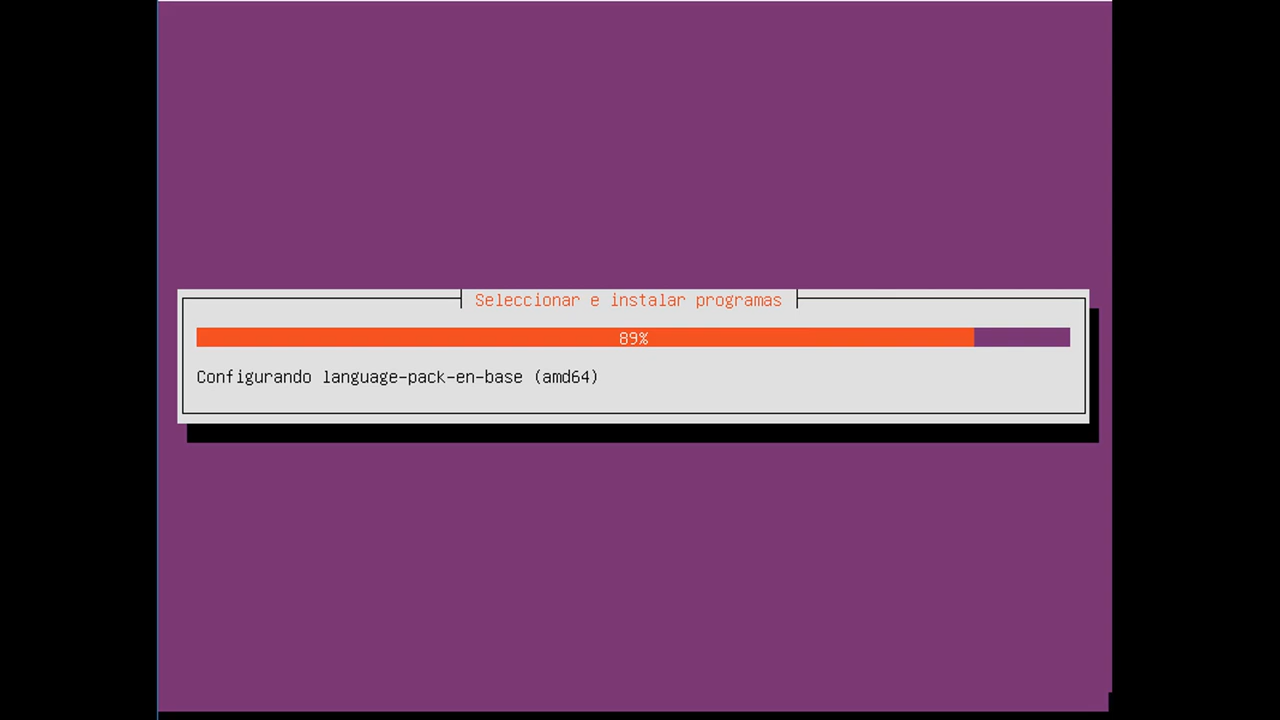 Seleccionar e instalar programas
89%
Configurando language-pack-en-base (amd64)